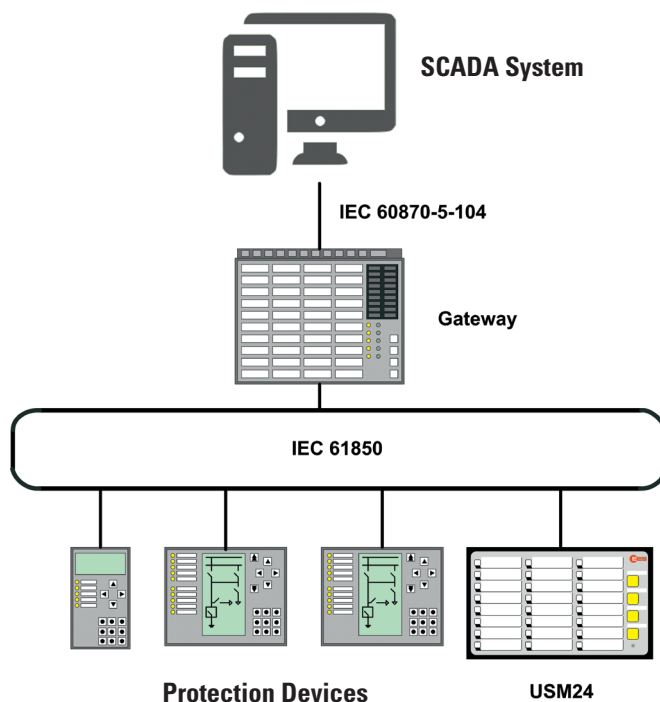 SCADA System
IEC 60870-5-104
Gateway
IEC 61850
Protection Devices
USM24